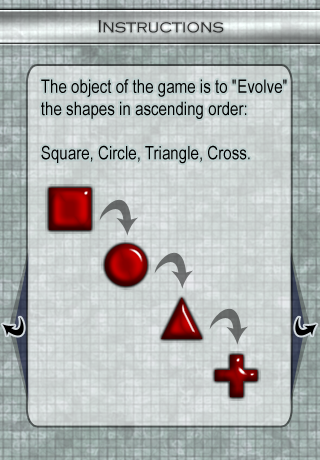 Instructions
The object of the game is to "Evolve"
the shapes in ascending order:
Square, Circle, Triangle, Cross.